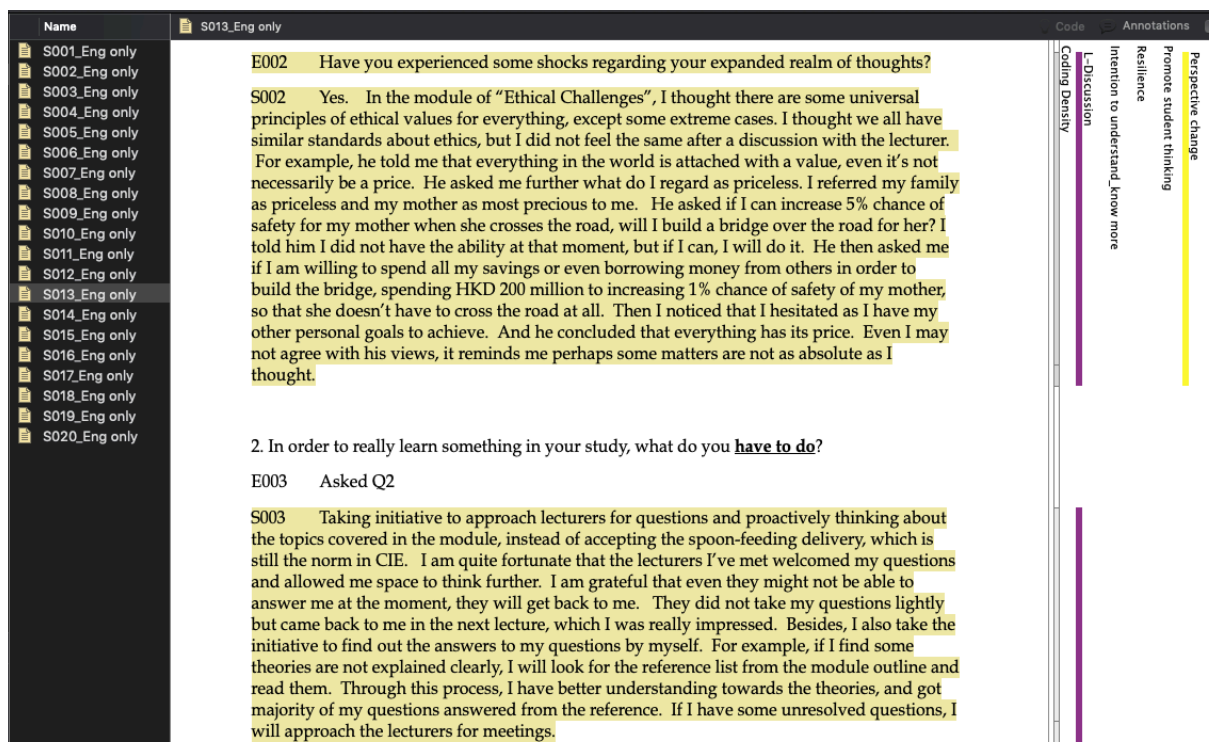 Name
S013_Eng only
Code
Annotations
S001_Eng only
S002_Eng only
S003_Eng only
S004_Eng only
S005_Eng only
S006_Eng only
S007_Eng only
S008_Eng only
S009_Eng only
S010_Eng only
S011_Eng only
S012_Eng only
S013_Eng only
S014_Eng only
S015_Eng only
S016_Eng only
S017_Eng only
S018_Eng only
S019_Eng only
S020_Eng only
E002 Have you experienced some shocks regarding your expanded realm of thoughts?
S002 Yes. In the module of “Ethical Challenges”, I thought there are some universal
principles of ethical values for everything, except some extreme cases. I thought we all have
similar standards about ethics, but I did not feel the same after a discussion with the lecturer.
For example, he told me that everything in the world is attached with a value, even it’s not
necessarily be a price. He asked me further what do I regard as priceless. I referred my family
as priceless and my mother as most precious to me. He asked if I can increase 5% chance of
safety for my mother when she crosses the road, will I build a bridge over the road for her? I
told him I did not have the ability at that moment, but if I can, I will do it. He then asked me
if I am willing to spend all my savings or even borrowing money from others in order to
build the bridge, spending HKD 200 million to increasing 1% chance of safety of my mother,
so that she doesn’t have to cross the road at all. Then I noticed that I hesitated as I have my
other personal goals to achieve. And he concluded that everything has its price. Even I may
not agree with his views, it reminds me perhaps some matters are not as absolute as I
thought.
2. In order to really learn something in your study, what do you have to do?
E003 Asked Q2
S003 Taking initiative to approach lecturers for questions and proactively thinking about
the topics covered in the module, instead of accepting the spoon-feeding delivery, which is
still the norm in CIE. I am quite fortunate that the lecturers I’ve met welcomed my questions
and allowed me space to think further. I am grateful that even they might not be able to
answer me at the moment, they will get back to me. They did not take my questions lightly
but came back to me in the next lecture, which I was really impressed. Besides, I also take the
initiative to find out the answers to my questions by myself. For example, if I find some
theories are not explained clearly, I will look for the reference list from the module outline and
read them. Through this process, I have better understanding towards the theories, and got
majority of my questions answered from the reference. If I have some unresolved questions, I
will approach the lecturers for meetings.
Coding Density
L-Discussion
Intention to understand_know more
Resilience
Promote student thinking
Perspective change